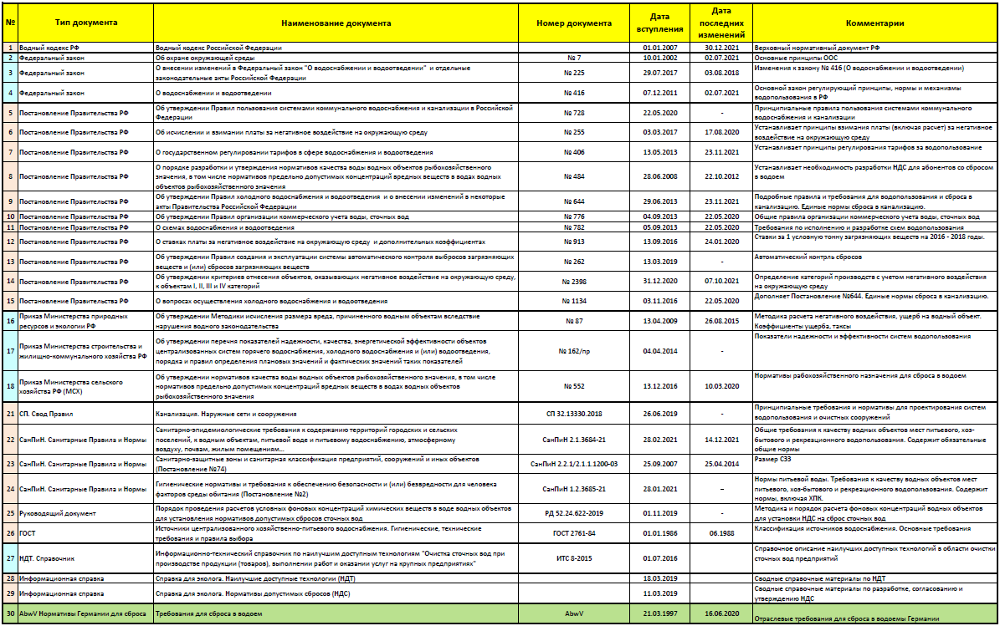 № Тип документа Наименование документа Номер документа Дата вступления Дата последних изменений Комментарии
1 Водный кодекс РФ Водный кодекс Российской Федерации 01.01.2007 30.12.2021 Верховный нормативный документ РФ
2 Федеральный закон Об охране окружающей среды № 7 10.01.2002 02.07.2021 Основные принципы ООС
3 Федеральный закон О внесении изменений в Федеральный закон "О водоснабжении и водоотведении" и отдельные законодательные акты Российской Федерации № 225 29.07.2017 03.08.2018 Изменения к закону № 416 (О водоснабжении и водоотведении)
4 Федеральный закон О водоснабжении и водоотведении № 416 07.12.2011 02.07.2021 Основной закон регулирующий принципы, нормы и механизмы водопользования в РФ
5 Постановление Правительства РФ Об утверждении Правил пользования системами коммунального водоснабжения и канализации в Российской Федерации № 728 22.05.2020 - Принципиальные правила пользования системами коммунального водоснабжения и канализации
6 Постановление Правительства РФ Об исчислении и взимании платы за негативное воздействие на окружающую среду № 255 03.03.2017 17.08.2020 Устанавливает принципы взимания платы (включая расчет) за негативное воздействие на окружающую среду
7 Постановление Правительства РФ О государственном регулировании тарифов в сфере водоснабжения и водоотведения № 406 13.05.2013 23.11.2021 Устанавливает принципы регулирования тарифов за водопользование
8 Постановление Правительства РФ О порядке разработки и утверждения нормативов качества воды водных объектов рыбохозяйственного значения, в том числе нормативов предельно допустимых концентраций вредных веществ в водах водных объектов рыбохозяйственного значения № 484 28.06.2008 22.10.2012 Устанавливает необходимость разработки НДС для абонентов со сбросом в водоем
9 Постановление Правительства РФ Об утверждении Правил холодного водоснабжения и водоотведения и о внесении изменений в некоторые акты Правительства Российской Федерации № 644 29.06.2013 23.11.2021 Подробные правила и требования для водопользования и сброса в канализацию. Единые нормы сброса в канализацию.
10 Постановление Правительства РФ Об утверждении Правил организации коммерческого учета воды, сточных вод № 776 04.09.2013 22.05.2020 Общие правила организации коммерческого учета воды, сточных вод
11 Постановление Правительства РФ О схемах водоснабжения и водоотведения № 782 05.09.2013 22.05.2020 Требования по исполнению и разработке схем водопользования
12 Постановление Правительства РФ О ставках платы за негативное воздействие на окружающую среду и дополнительных коэффициентах № 913 13.09.2016 24.01.2020 Ставки за 1 условную тонну загрязняющих веществ на 2016 - 2018 годы.
13 Постановление Правительства РФ Об утверждении Правил создания и эксплуатации системы автоматического контроля выбросов загрязняющих веществ и (или) сбросов загрязняющих веществ № 262 13.03.2019 - Автоматический контрль сбросов
14 Постановление Правительства РФ Об утверждении критериев отнесения объектов, оказывающих негативное воздействие на окружающую среду, к объектам I, II, III и IV категорий № 2398 31.12.2020 07.10.2021 Определение категорий производств с учетом негативного воздействия на окружающую среду
15 Постановление Правительства РФ О вопросах осуществления холодного водоснабжения и водоотведения № 1134 03.11.2016 22.05.2020 Дополняет Постановление №644. Единые нормы сброса в канализацию.
16 Приказ Министерства природных ресурсов и экологии РФ Об утверждении Методики исчисления размера вреда, причиненного водным объектам вследствие нарушения водного законодательства № 87 13.04.2009 26.08.2015 Методика расчета негативного воздействия, ущерб на водный объект. Коэффициенты ущерба, таксы
17 Приказ Министерства строительства и жилищно-коммунального хозяйства РФ Об утверждении перечня показателей надежности, качества, энергетической эффективности объектов централизованных систем горячего водоснабжения, холодного водоснабжения и (или) водоотведения, порядка и правил определения плановых значений и фактических значений таких показателей № 162/пр 04.04.2014 - Показатели надежности и эффективности систем водопользования
18 Приказ Министерства сельского хозяйства РФ (МСХ) Об утверждении нормативов качества воды водных объектов рыбохозяйственного значения, в том числе нормативов предельно допустимых концентраций вредных веществ в водах водных объектов рыбохозяйственного значения № 552 13.12.2016 10.03.2020 Нормативы рабохозяйственного назначения для сброса в водоем
21 СП. Свод Правил Канализация. Наружные сети и сооружения СП 32.13330.2018 26.06.2019 - Принципиальные требования и нормативы для проектирования систем водопользования и очистных сооружений
22 СанПиН. Санитарные Правила и Нормы Санитарно-эпидемиологические требования к содержанию территорий городских и сельских поселений, к водным объектам, питьевой воде и питьевому водоснабжению, атмосферному воздуху, почвам, жилым помещениям... СанПиН 2.1.3684-21 28.02.2021 14.12.2021 Общие требования к качеству водных объектов мест питьевого, хоз-бытового и рекреационного водопользования. Содержит обязательные общие нормы
23 СанПиН. Санитарные Правила и Нормы Санитарно-защитные зоны и санитарная классификация предприятий, сооружений и иных объектов (Постановление №74) СанПиН 2.2.1/2.1.1.1200-03 25.09.2007 25.04.2014 Размер СЗЗ
24 СанПиН. Санитарные Правила и Нормы Гигиенические нормативы и требования к обеспечению безопасности и (или) безвредности для человека факторов среды обитания (Постановление №2) СанПиН 1.2.3685-21 28.01.2021 – Нормы питьевой воды. Требования к качеству водных объектов мест питьевого, хоз-бытового и рекреационного водопользования. Содержит нормы, включая ХПК.
25 Руководящий документ Порядок проведения расчетов условных фоновых концентраций химических веществ в воде водных объектов для установления нормативов допустимых сбросов сточных вод РД 52.24.622-2019 01.11.2019 - Методика и порядок расчета фоновых концентраций водных объектов для установки НДС на сброс сточных вод
26 ГОСТ Источники централизованного хозяйственно-питьевого водоснабжения. Гигиенические, технические требования и правила выбора ГОСТ 2761-84 01.01.1986 06.1988 Классификация источников водоснабжения. Основные требования
27 НДТ. Справочник Информационно-технический справочник по наилучшим доступным технологиям "Очистка сточных вод при производстве продукции (товаров), выполнении работ и оказании услуг на крупных предприятиях" ИТС 8-2015 01.07.2016 Справочное описание наилучших доступных технологий в области очистки сточных вод предприятий
28 Информационная справка Справка для эколога. Наилучшие доступные технологии (НДТ) 18.03.2019 Сводные справочные материалы по НДТ
29 Информационная справка Справка для эколога. Нормативы допустимых сбросов (НДС) 11.03.2019 Сводные справочные материалы по разработке, согласованию и утверждению НДС
30 AbwV Нормативы Германии для сброса Требования для сброса в водоем AbwV 21.03.1997 16.06.2020 Отраслевые требования для сброса в водоемы Германии